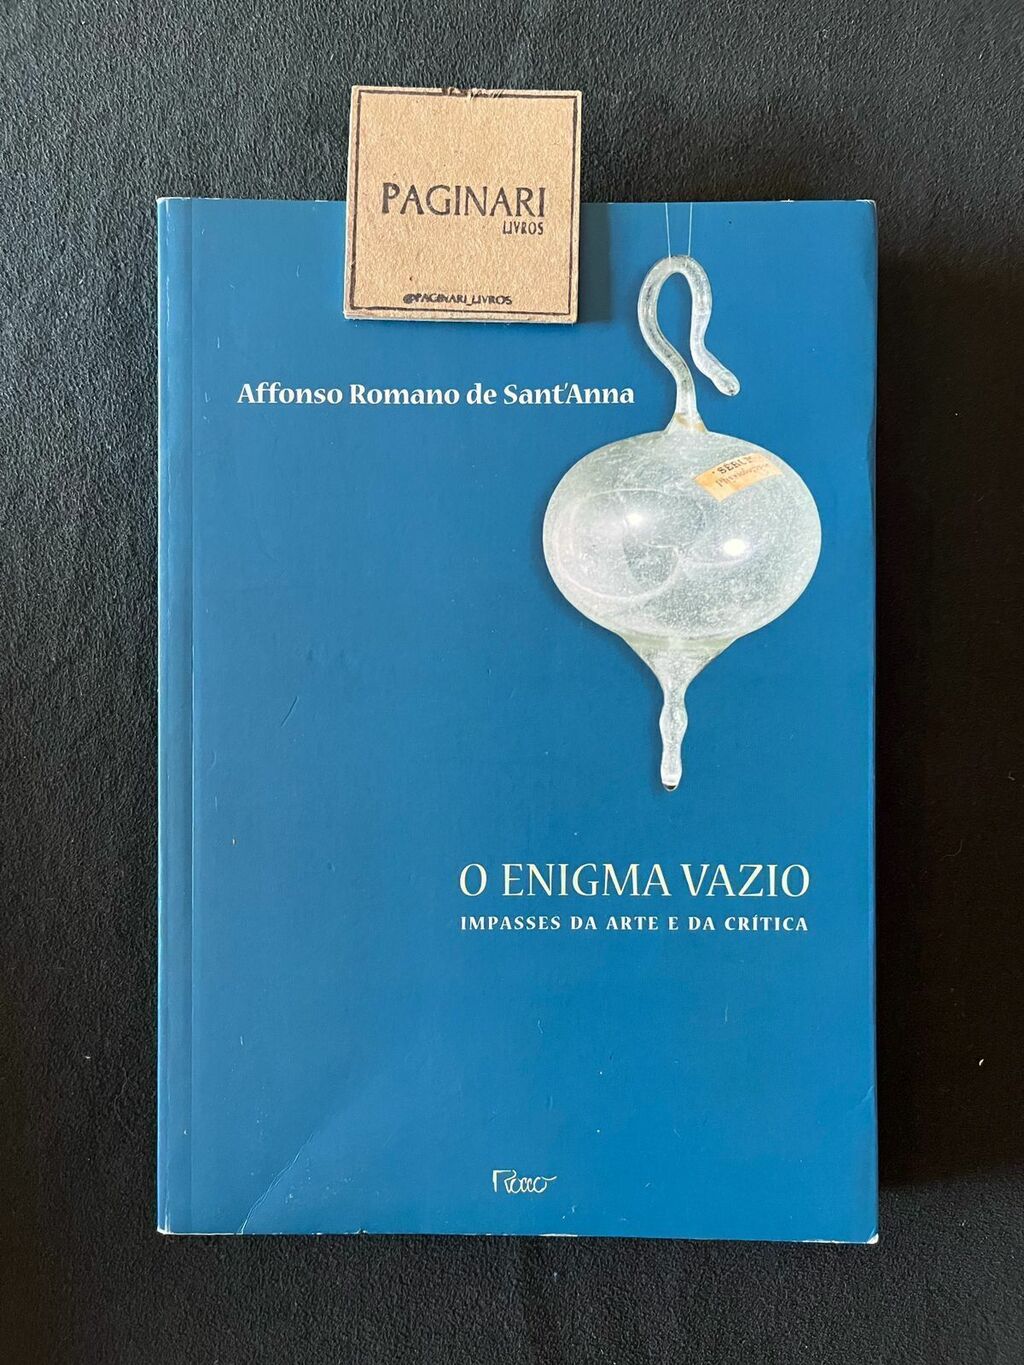 PAGINARI
LIVROS
@PAGINARI_LIVROS
Affonso Romano de Sant'Anna
O ENIGMA VAZIO
IMPASSES DA ARTE E DA CRÍTICA
Rocco